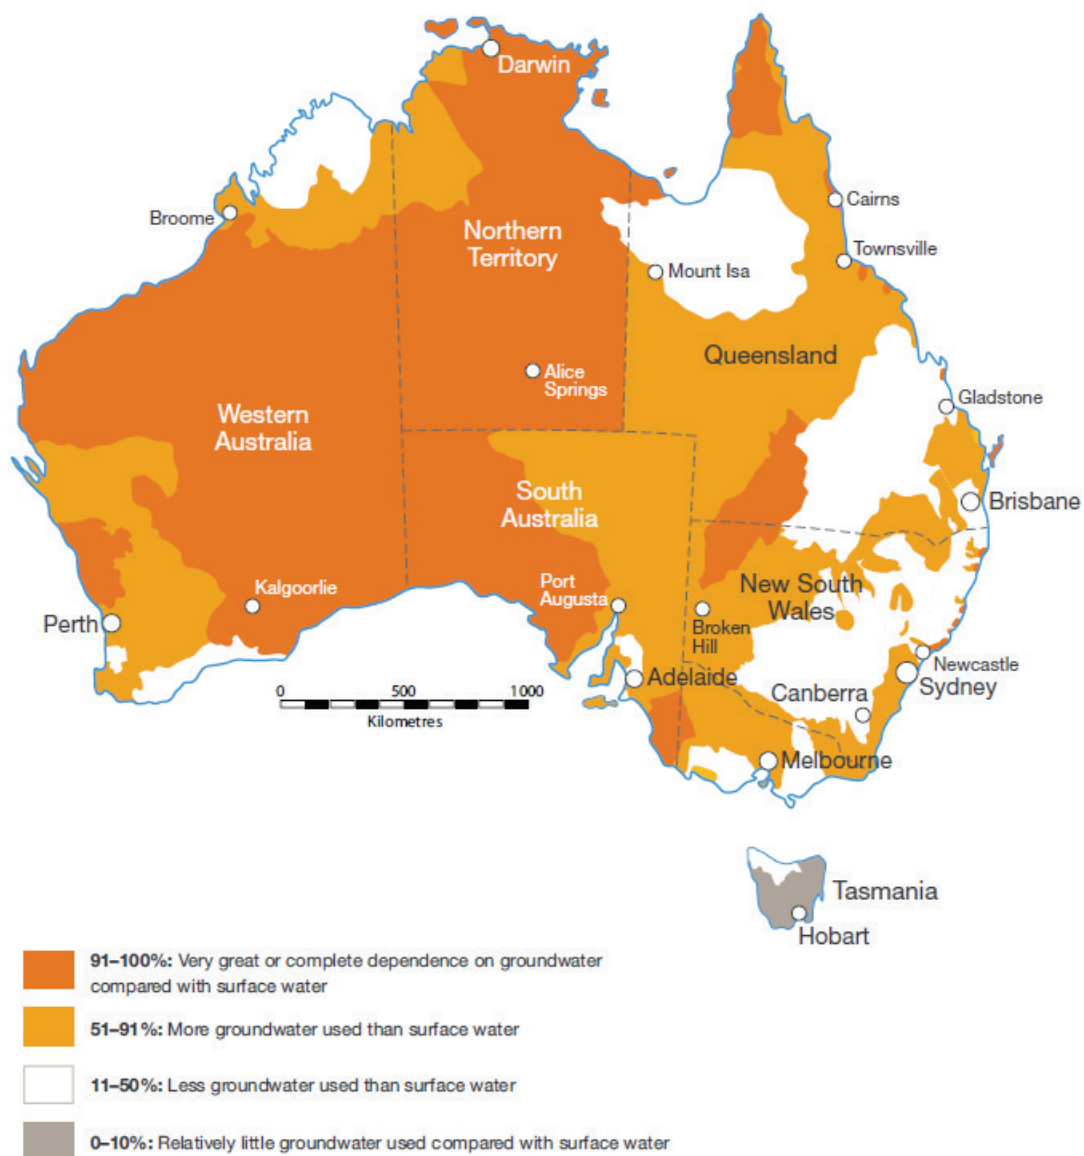 Darwin
Broome
Northern
Territory
Cairns
Townsville
Mount Isa
Queensland
Alice
Springs
Western
Australia
Gladstone
South
Australia
Brisbane
Kalgoorlie
Port
Augusta
New South
Wales
Perth
Broken
Hill
Newcastle
Adelaide
Sydney
Canberra
0 500 1000
Kilometres
Melbourne
Tasmania
Hobart
91–100%: Very great or complete dependence on groundwater
compared with surface water
51–91%: More groundwater used than surface water
11–50%: Less groundwater used than surface water
0–10%: Relatively little groundwater used compared with surface water